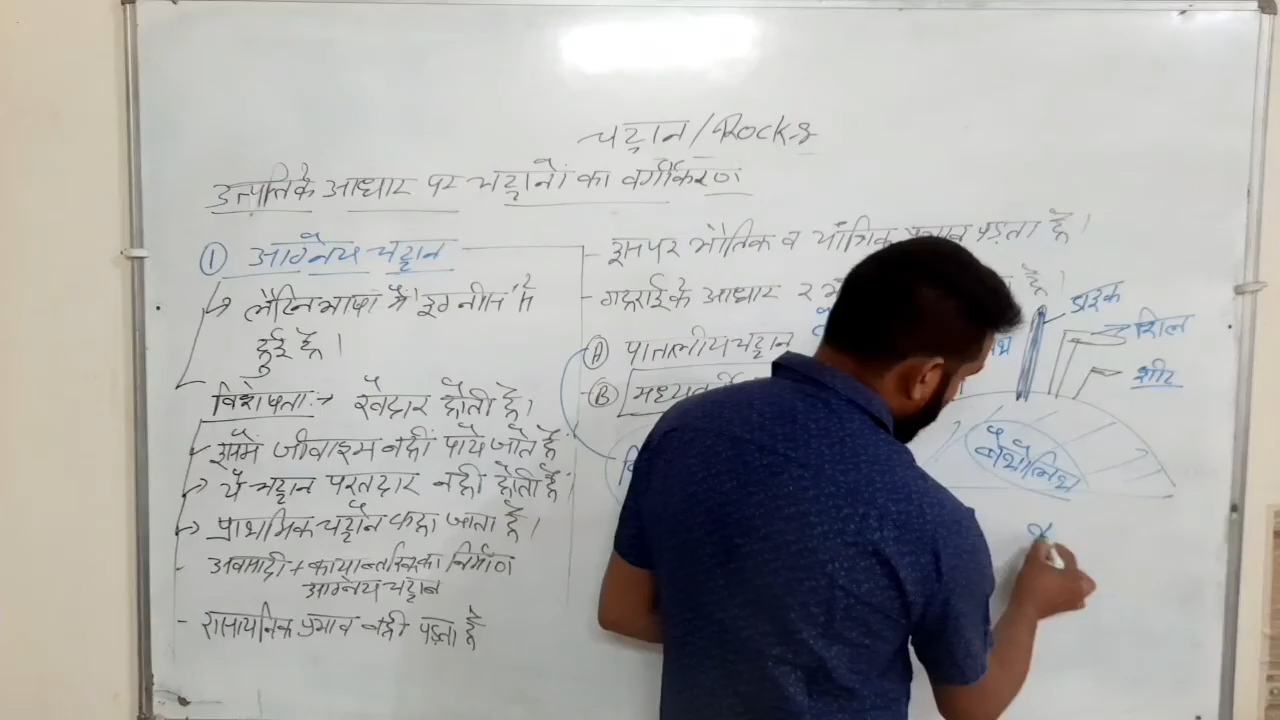 चट्टान/Rocks
उत्पत्ति के आधार पर चट्टानों का वर्गीकरण
① आग्नेय चट्टान
→ लैटिन भाषा में 'इग्नीस' से
हुई है।
विशेषता:→ रवेदार होती है।
इसमें जीवाश्म नहीं पाये जाते है
→ ये चट्टान परतदार नहीं होती है
→ प्राथमिक चट्टान कहा जाता है।
- अवसादी + कायान्तरित का निर्माण
आग्नेय चट्टान
- रासायनिक प्रभाव नहीं पड़ता है
- इसपर भौतिक व यांत्रिक प्रभाव पड़ता है।
- गहराई के आधार २
Ⓐ पातालीय चट्टान
Ⓑ मध्यवर्ती
डाइक
शिल
शीट
बैथोलिथ